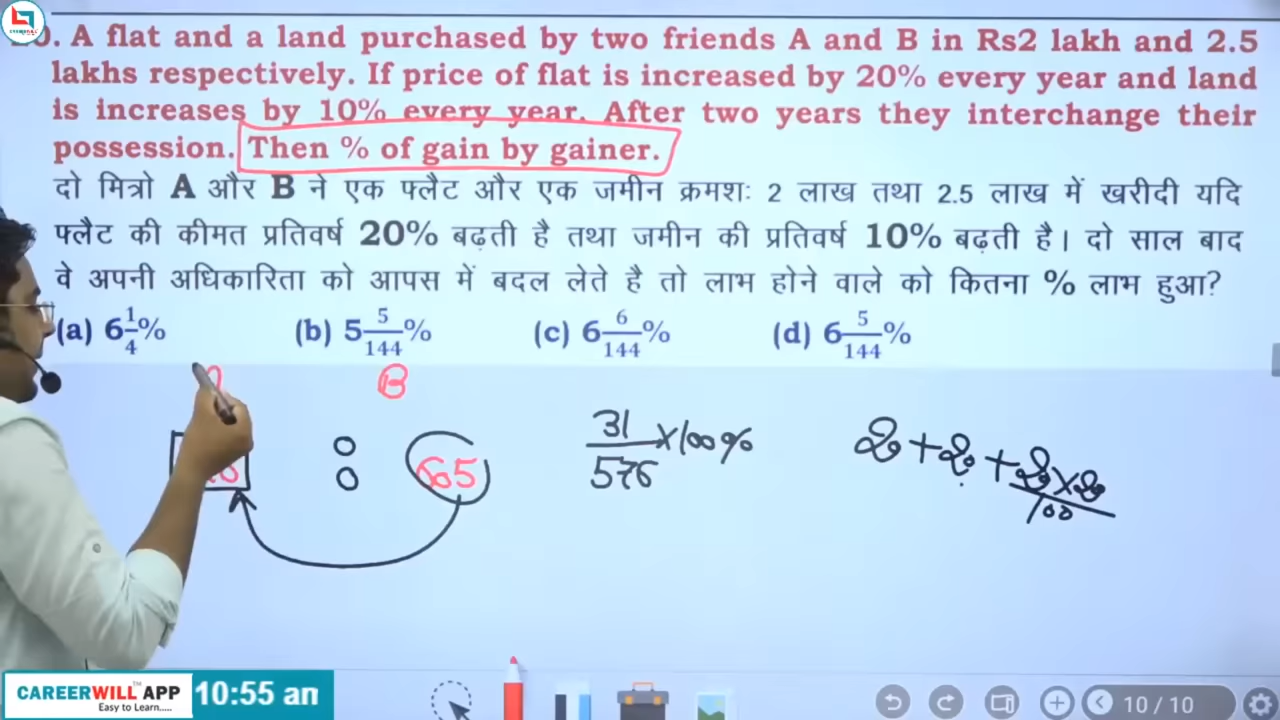 0. A flat and a land purchased by two friends A and B in Rs2 lakh and 2.5
lakhs respectively. If price of flat is increased by 20% every year and land
is increases by 10% every year. After two years they interchange their
possession. Then % of gain by gainer.
दो मित्रो A और B ने एक फ्लैट और एक जमीन क्रमशः 2 लाख तथा 2.5 लाख में खरीदी यदि
फ्लैट की कीमत प्रतिवर्ष 20% बढ़ती है तथा जमीन की प्रतिवर्ष 10% बढ़ती है। दो साल बाद
वे अपनी अधिकारिता को आपस में बदल लेते है तो लाभ होने वाले को कितना % लाभ हुआ?
(a) 6 1/4% (b) 5 5/144% (c) 6 6/144% (d) 6 5/144%
B
: 65
31/576 ×100%
20+20+20×20/100
CAREERWILL APP
Easy to Learn.....
10:55 an
10 / 10